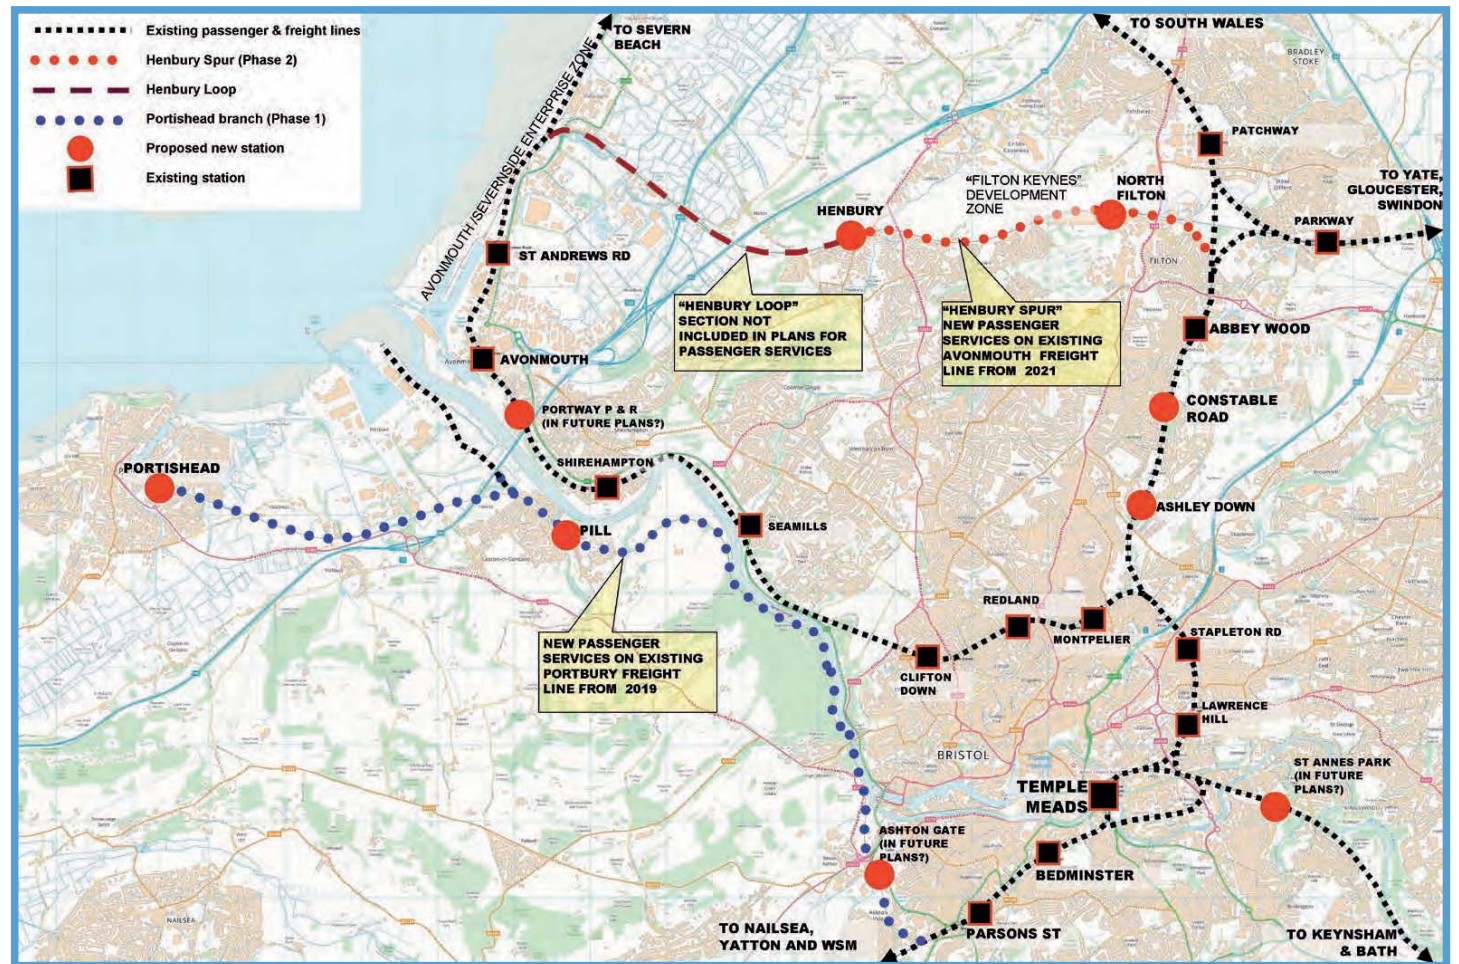 Existing passenger & freight lines
Henbury Spur (Phase 2)
Henbury Loop
Portishead branch (Phase 1)
Proposed new station
Existing station
TO SEVERN
BEACH
TO SOUTH WALES
BRADLEY
STOKE
AVONMOUTH/SEVERNSIDE ENTERPRISE ZONE
PATCHWAY
TO YATE,
GLOUCESTER,
SWINDON
"FILTON KEYNES"
DEVELOPMENT
ZONE
NORTH
FILTON
HENBURY
PARKWAY
ST ANDREWS RD
FILTON
"HENBURY LOOP"
SECTION NOT
INCLUDED IN PLANS FOR
PASSENGER SERVICES
"HENBURY SPUR"
NEW PASSENGER
SERVICES ON EXISTING
AVONMOUTH FREIGHT
LINE FROM 2021
ABBEY WOOD
AVONMOUTH
CONSTABLE
ROAD
PORTWAY P & R
(IN FUTURE PLANS?)
PORTISHEAD
SHIREHAMPTON
ASHLEY DOWN
PILL
SEAMILLS
REDLAND
MONTPELIER
STAPLETON RD
NEW PASSENGER
SERVICES ON EXISTING
PORTBURY FREIGHT
LINE FROM 2019
CLIFTON
DOWN
LAWRENCE
HILL
BRISTOL
ST ANNES PARK
(IN FUTURE
PLANS?)
TEMPLE
MEADS
ASHTON GATE
(IN FUTURE
PLANS?)
BEDMINSTER
NAILSEA
TO NAILSEA,
YATTON AND WSM
PARSONS ST
TO KEYNSHAM
& BATH